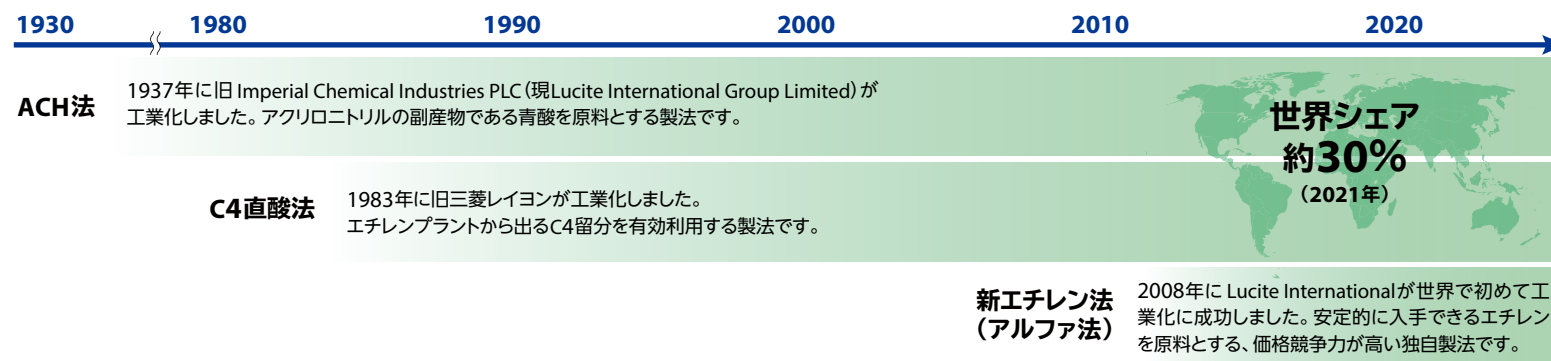 1930 1980 1990 2000 2010 2020
ACH法
1937年に旧 Imperial Chemical Industries PLC（現Lucite International Group Limited）が
工業化しました。アクリロニトリルの副産物である青酸を原料とする製法です。
世界シェア
約30%
（2021年）
C4直酸法
1983年に旧三菱レイヨンが工業化しました。
エチレンプラントから出るC4留分を有効利用する製法です。
新エチレン法
（アルファ法）
2008年に Lucite Internationalが世界で初めて工
業化に成功しました。安定的に入手できるエチレン
を原料とする、価格競争力が高い独自製法です。